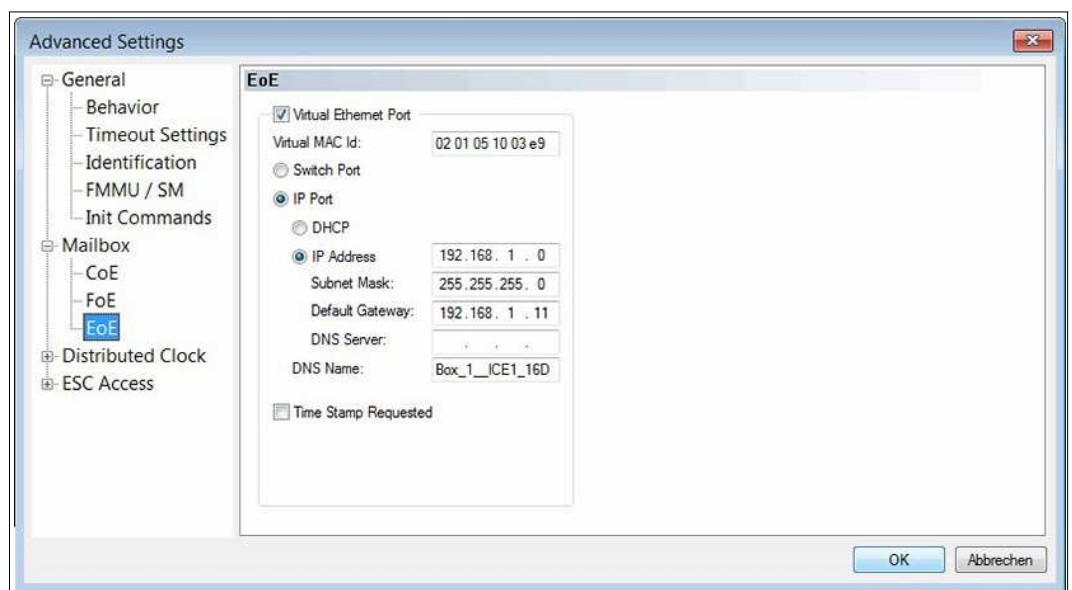 Advanced Settings
General
Behavior
Timeout Settings
Identification
FMMU / SM
Init Commands
Mailbox
CoE
FoE
EoE
Distributed Clock
ESC Access
EoE
Virtual Ethernet Port
Virtual MAC Id: 02 01 05 10 03 e9
Switch Port
IP Port
DHCP
IP Address 192.168. 1 . 0
Subnet Mask: 255.255.255. 0
Default Gateway: 192.168. 1 . 11
DNS Server: . . .
DNS Name: Box_1__ICE1_16D
Time Stamp Requested
OK Abbrechen